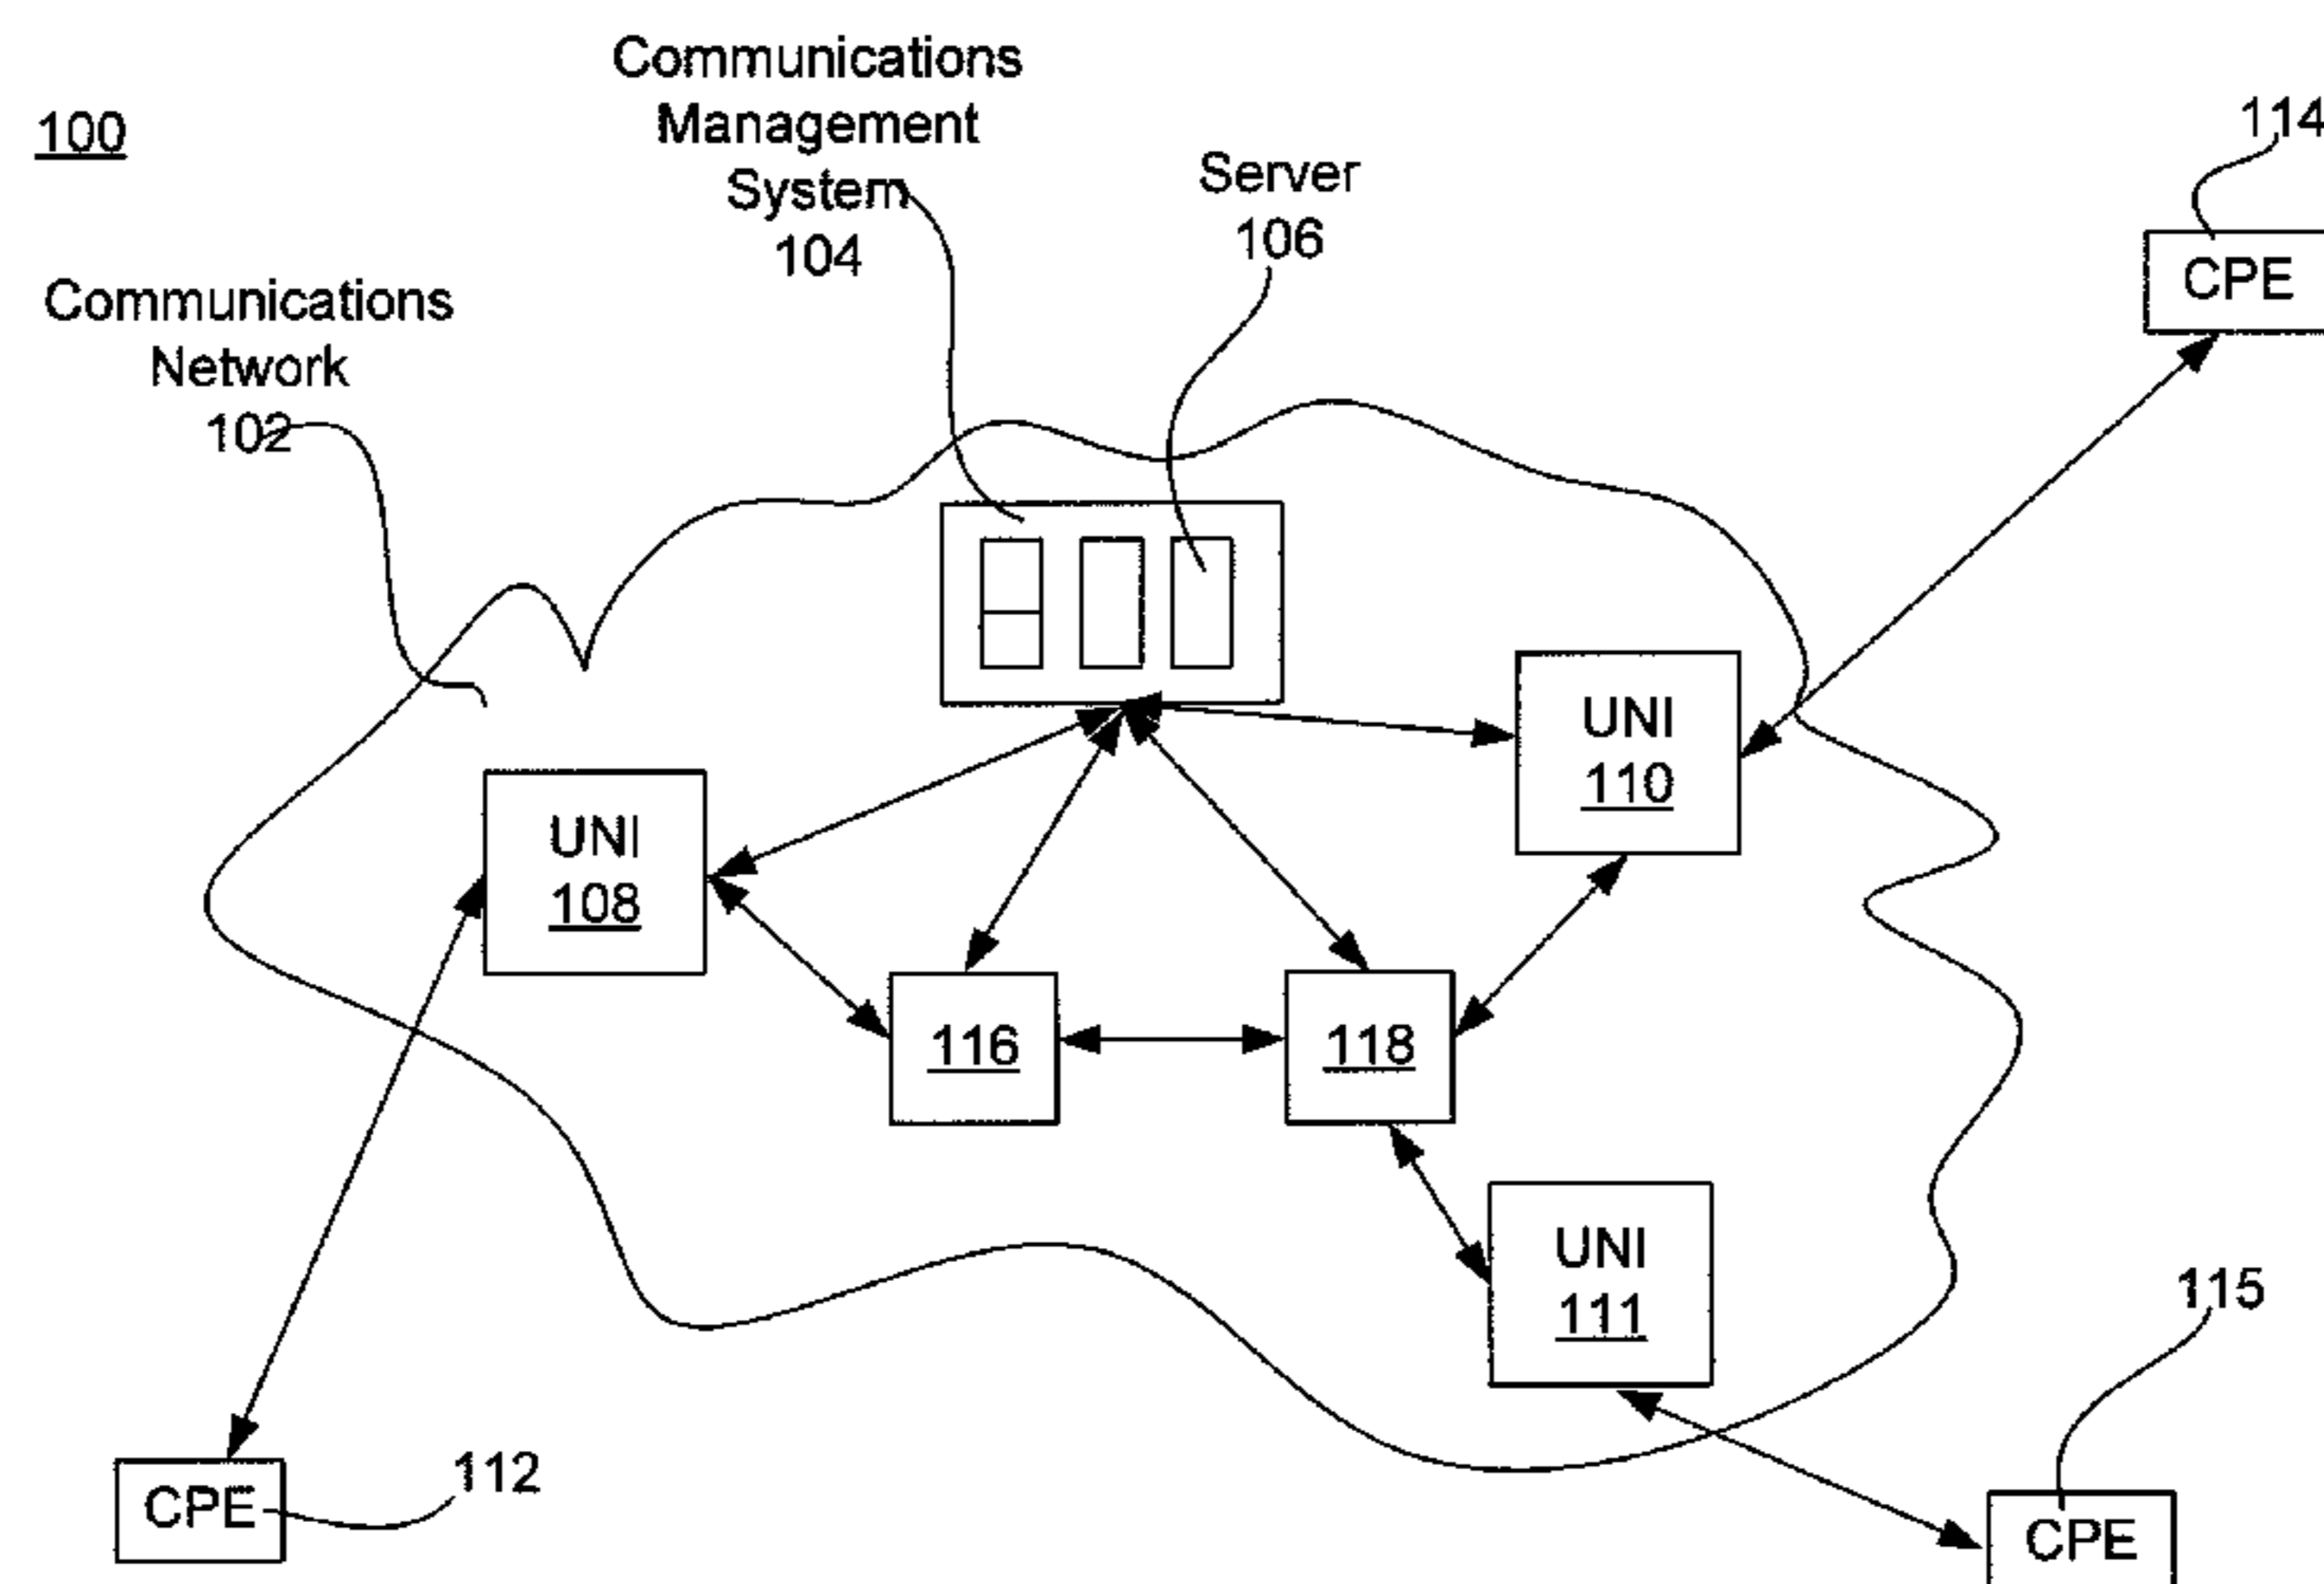 100
Communications
Management
System
104
Server
106
114
CPE
Communications
Network
102
UNI
110
UNI
108
116
118
UNI
111
115
CPE
112
CPE